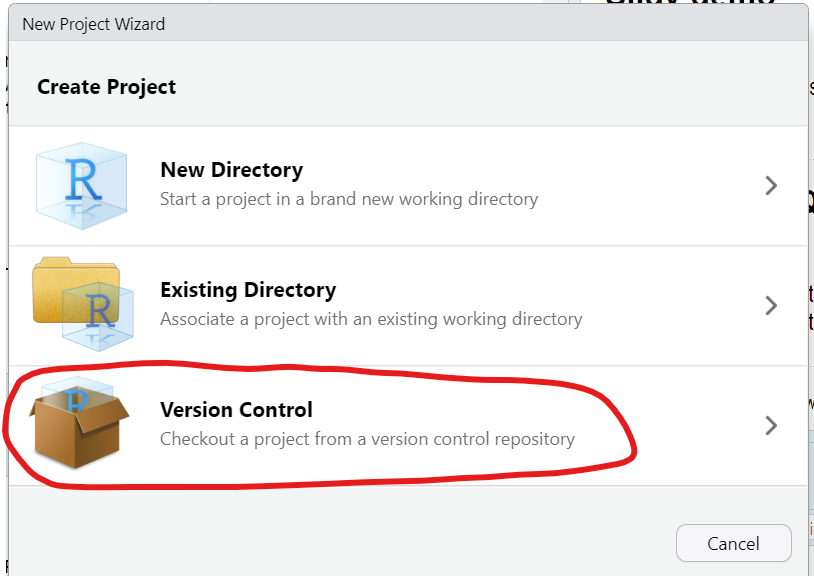 New Project Wizard
Create Project
R
New Directory
Start a project in a brand new working directory
R
Existing Directory
Associate a project with an existing working directory
R
Version Control
Checkout a project from a version control repository
Cancel